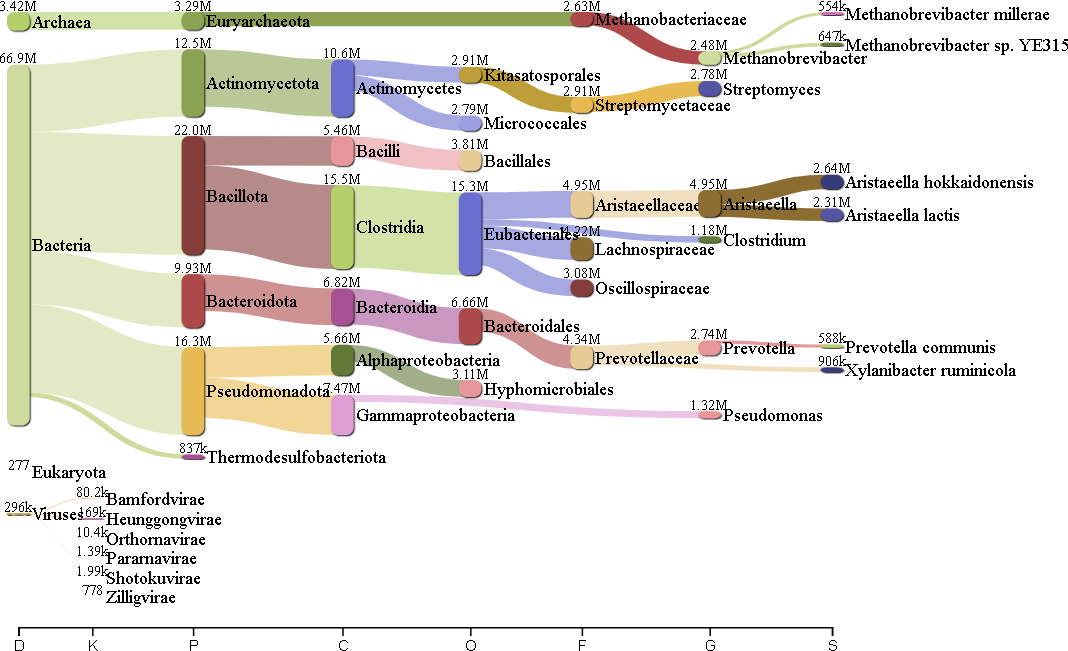 3.42M Archaea
3.29M Euryarchaeota
2.63M Methanobacteriaceae
2.48M Methanobrevibacter
554k Methanobrevibacter millerae
647k Methanobrevibacter sp. YE315
66.9M Bacteria
12.5M Actinomycetota
10.6M Actinomycetes
2.91M Kitasatosporales
2.91M Streptomycetaceae
2.78M Streptomyces
2.79M Micrococcales
22.0M Bacillota
5.46M Bacilli
3.81M Bacillales
15.5M Clostridia
15.3M Eubacteriales
4.95M Aristaeellaceae
4.95M Aristaeella
2.64M Aristaeella hokkaidonensis
2.31M Aristaeella lactis
Lachnospiraceae
1.18M Clostridium
3.08M Oscillospiraceae
9.93M Bacteroidota
6.82M Bacteroidia
6.66M Bacteroidales
4.34M Prevotellaceae
2.74M Prevotella
588k Prevotella communis
906k Xylanibacter ruminicola
16.3M Pseudomonadota
5.66M Alphaproteobacteria
3.11M Hyphomicrobiales
7.47M Gammaproteobacteria
1.32M Pseudomonas
837k Thermodesulfobacteriota
277 Eukaryota
296k Viruses
80.2k Bamfordvirae
169k Heunggongvirae
10.4k Orthornavirae
1.39k Pararnavirae
1.99k Shotokuvirae
778 Zilligvirae
D K P C O F G S